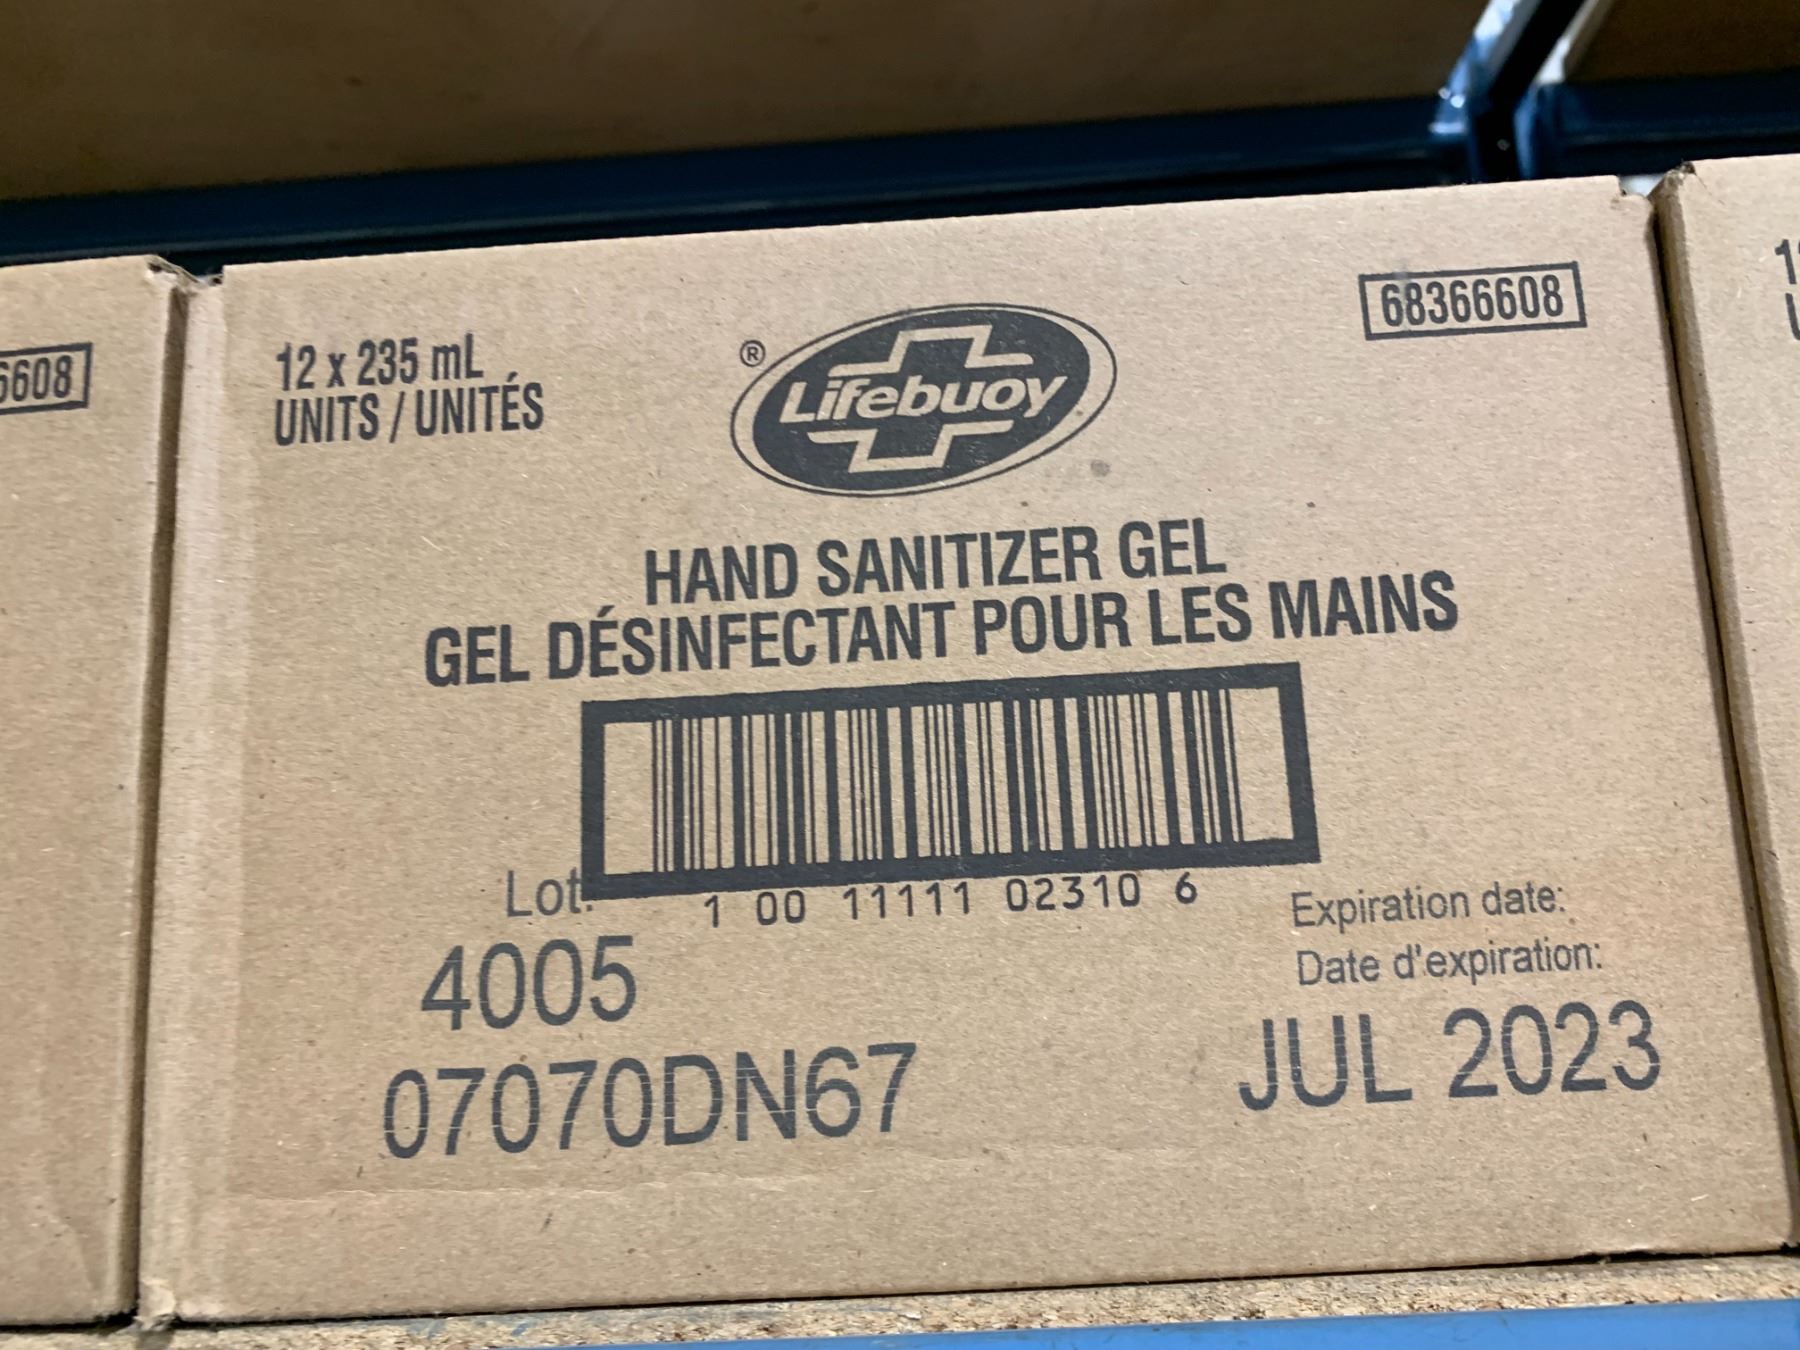 6608
12 x 235 mL
UNITS / UNITÉS
® Lifebuoy
68366608
HAND SANITIZER GEL
GEL DÉSINFECTANT POUR LES MAINS
1 00 11111 02310 6
Lot:
4005
07070DN67
Expiration date:
Date d'expiration:
JUL 2023